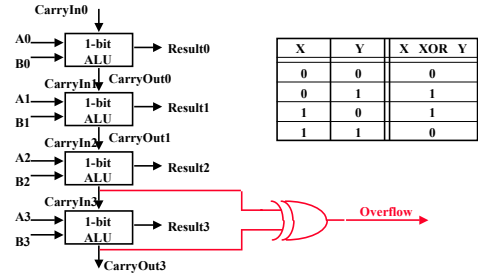 CarryIn0
A0
B0
1-bit
ALU
Result0
CarryIn1
CarryOut0
A1
B1
1-bit
ALU
Result1
CarryIn2
CarryOut1
A2
B2
1-bit
ALU
Result2
CarryIn3
A3
B3
1-bit
ALU
Result3
CarryOut3
Overflow
X Y X XOR Y
0 0 0
0 1 1
1 0 1
1 1 0